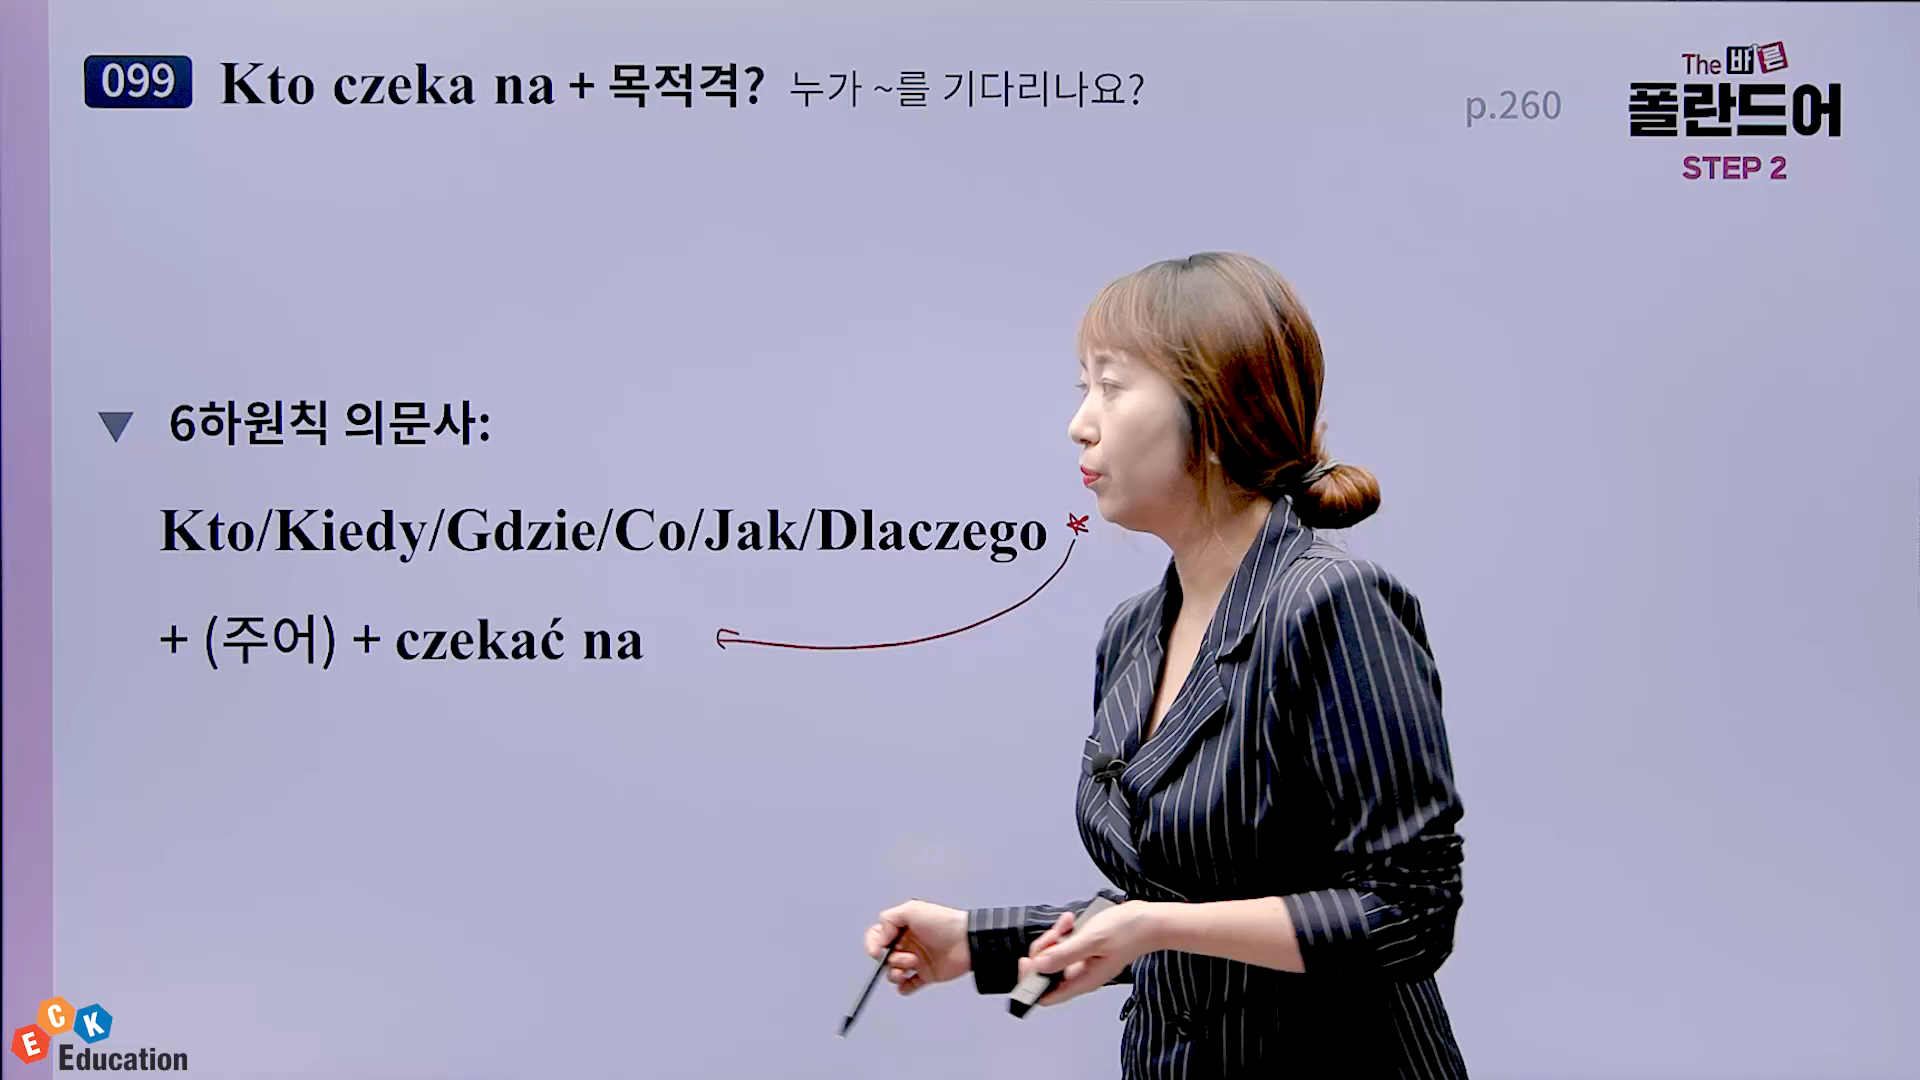 099 Kto czeka na + 목적격? 누가 ~를 기다리나요?
p.260
The 바른
폴란드어
STEP 2
6하원칙 의문사:
Kto/Kiedy/Gdzie/Co/Jak/Dlaczego
+ (주어) + czekać na
ECK
Education